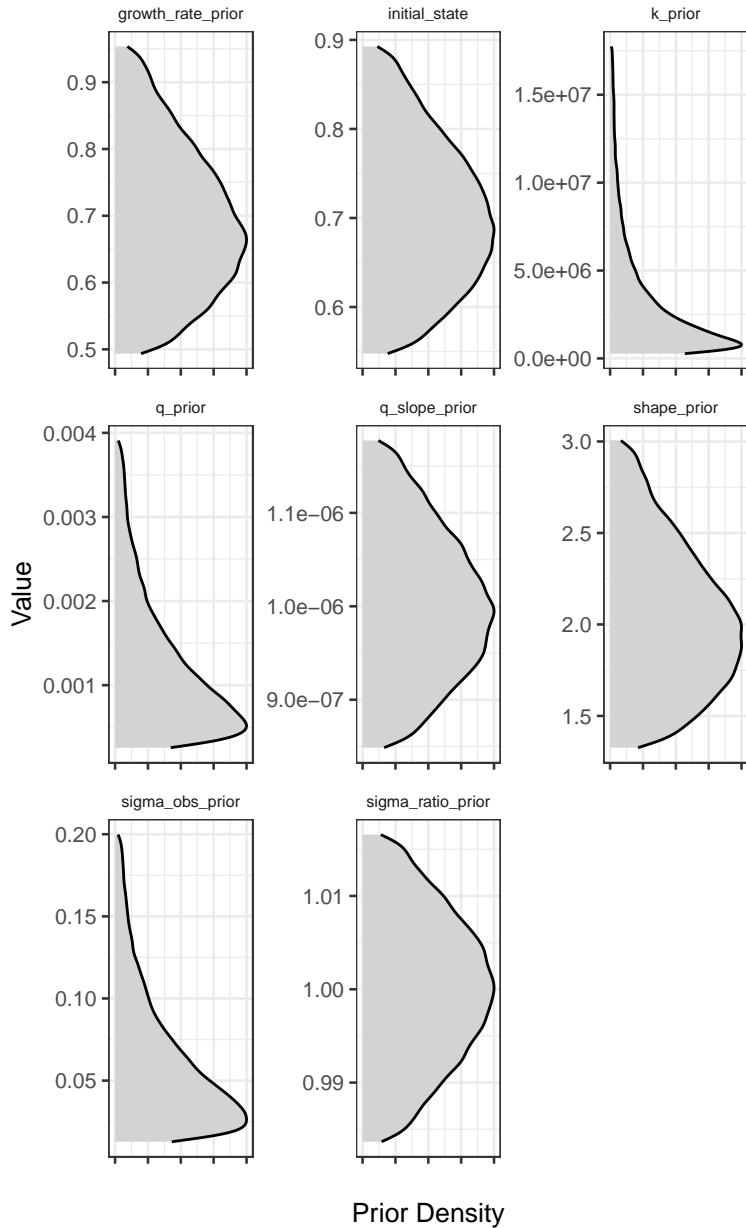 growth_rate_prior
initial_state
k_prior
0.9
0.8
0.7
0.6
0.5
0.9
0.8
0.7
0.6
1.5e+07
1.0e+07
5.0e+06
0.0e+00
q_prior
q_slope_prior
shape_prior
0.004
0.003
0.002
0.001
1.1e−06
1.0e−06
9.0e−07
3.0
2.5
2.0
1.5
Value
sigma_obs_prior
sigma_ratio_prior
0.20
0.15
0.10
0.05
1.01
1.00
0.99
Prior Density